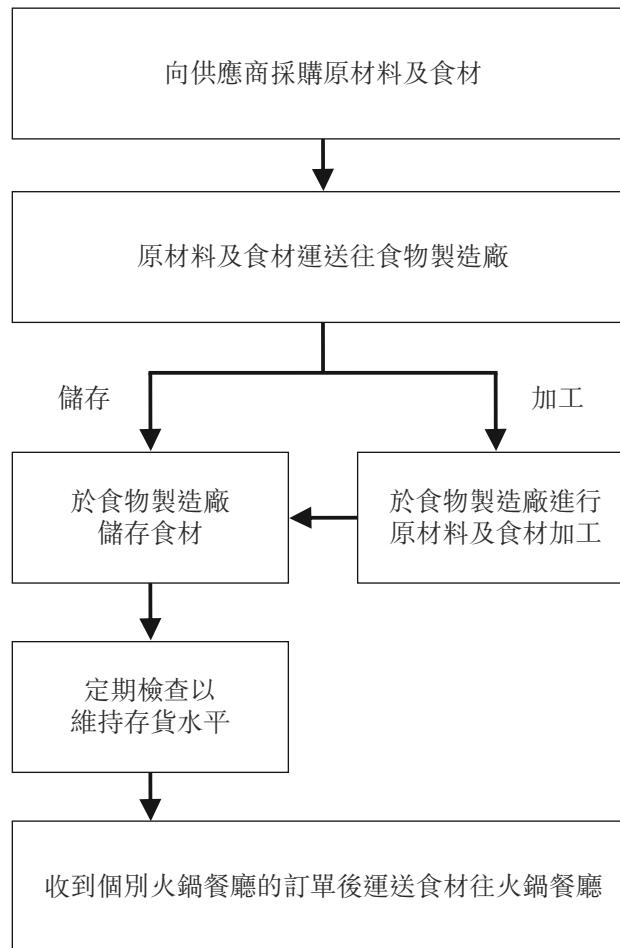 向供應商採購原材料及食材
原材料及食材運送往食物製造廠
儲存
加工
於食物製造廠
儲存食材
於食物製造廠進行
原材料及食材加工
定期檢查以
維持存貨水平
收到個別火鍋餐廳的訂單後運送食材往火鍋餐廳